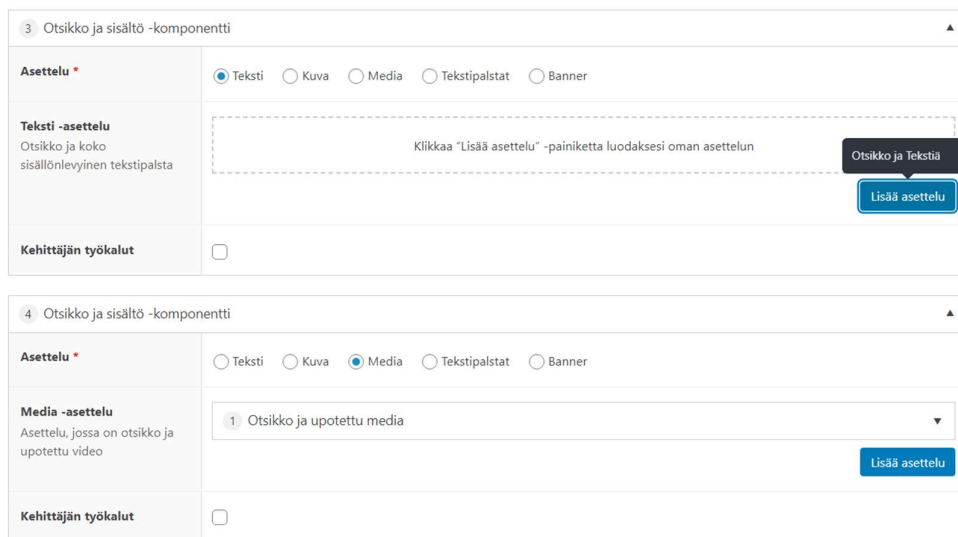 3 Otsikko ja sisältö -komponentti
Asettelu *
Teksti Kuva Media Tekstipalstat Banner
Teksti -asettelu
Otsikko ja koko
sisällönlevyinen tekstipalsta
Klikkaa "Lisää asettelu" -painiketta luodaksesi oman asettelun
Otsikko ja Tekstiä
Lisää asettelu
Kehittäjän työkalut
4 Otsikko ja sisältö -komponentti
Asettelu *
Teksti Kuva Media Tekstipalstat Banner
Media -asettelu
Asettelu, jossa on otsikko ja
upotettu video
1 Otsikko ja upotettu media
Lisää asettelu
Kehittäjän työkalut